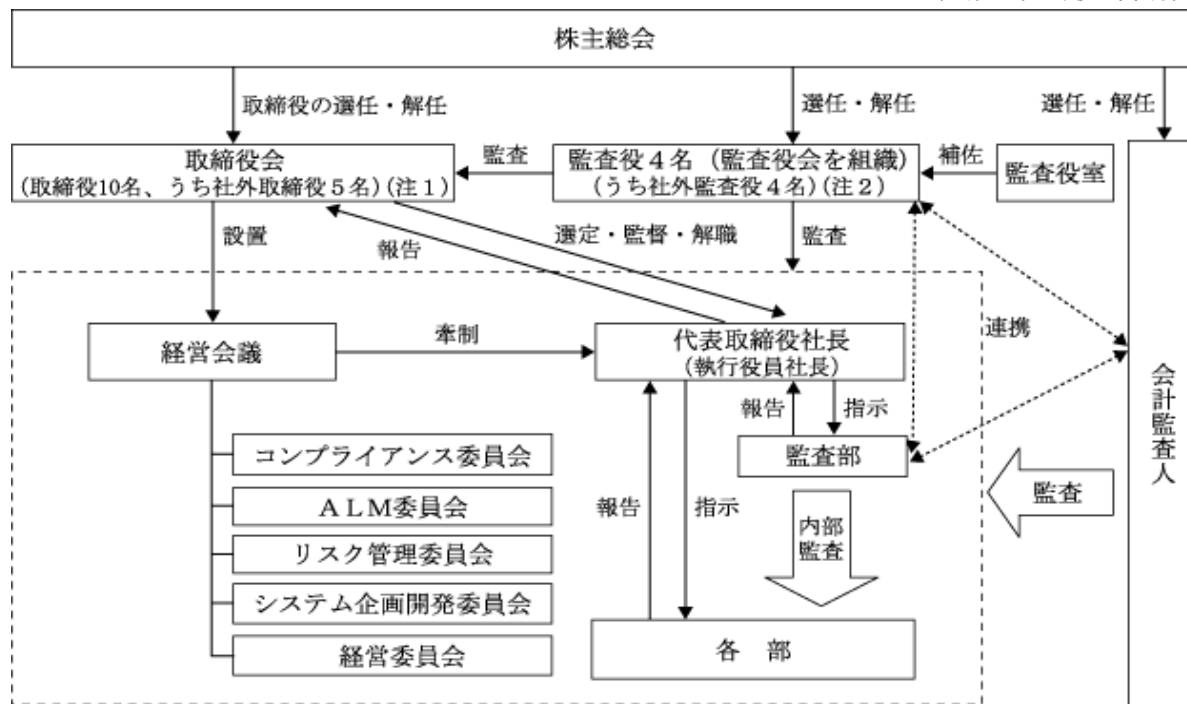 株主総会
取締役の選任・解任
選任・解任
選任・解任
取締役会
(取締役10名、うち社外取締役5名)(注1)
監査
監査役4名(監査役会を組織)
(うち社外監査役4名)(注2)
補佐
監査役室
設置
報告
選定・監督・解職
監査
連携
経営会議
牽制
代表取締役社長
(執行役員社長)
会計監査人
報告
指示
監査部
コンプライアンス委員会
ALM委員会
リスク管理委員会
システム企画開発委員会
経営委員会
報告
指示
内部
監査
監査
各 部